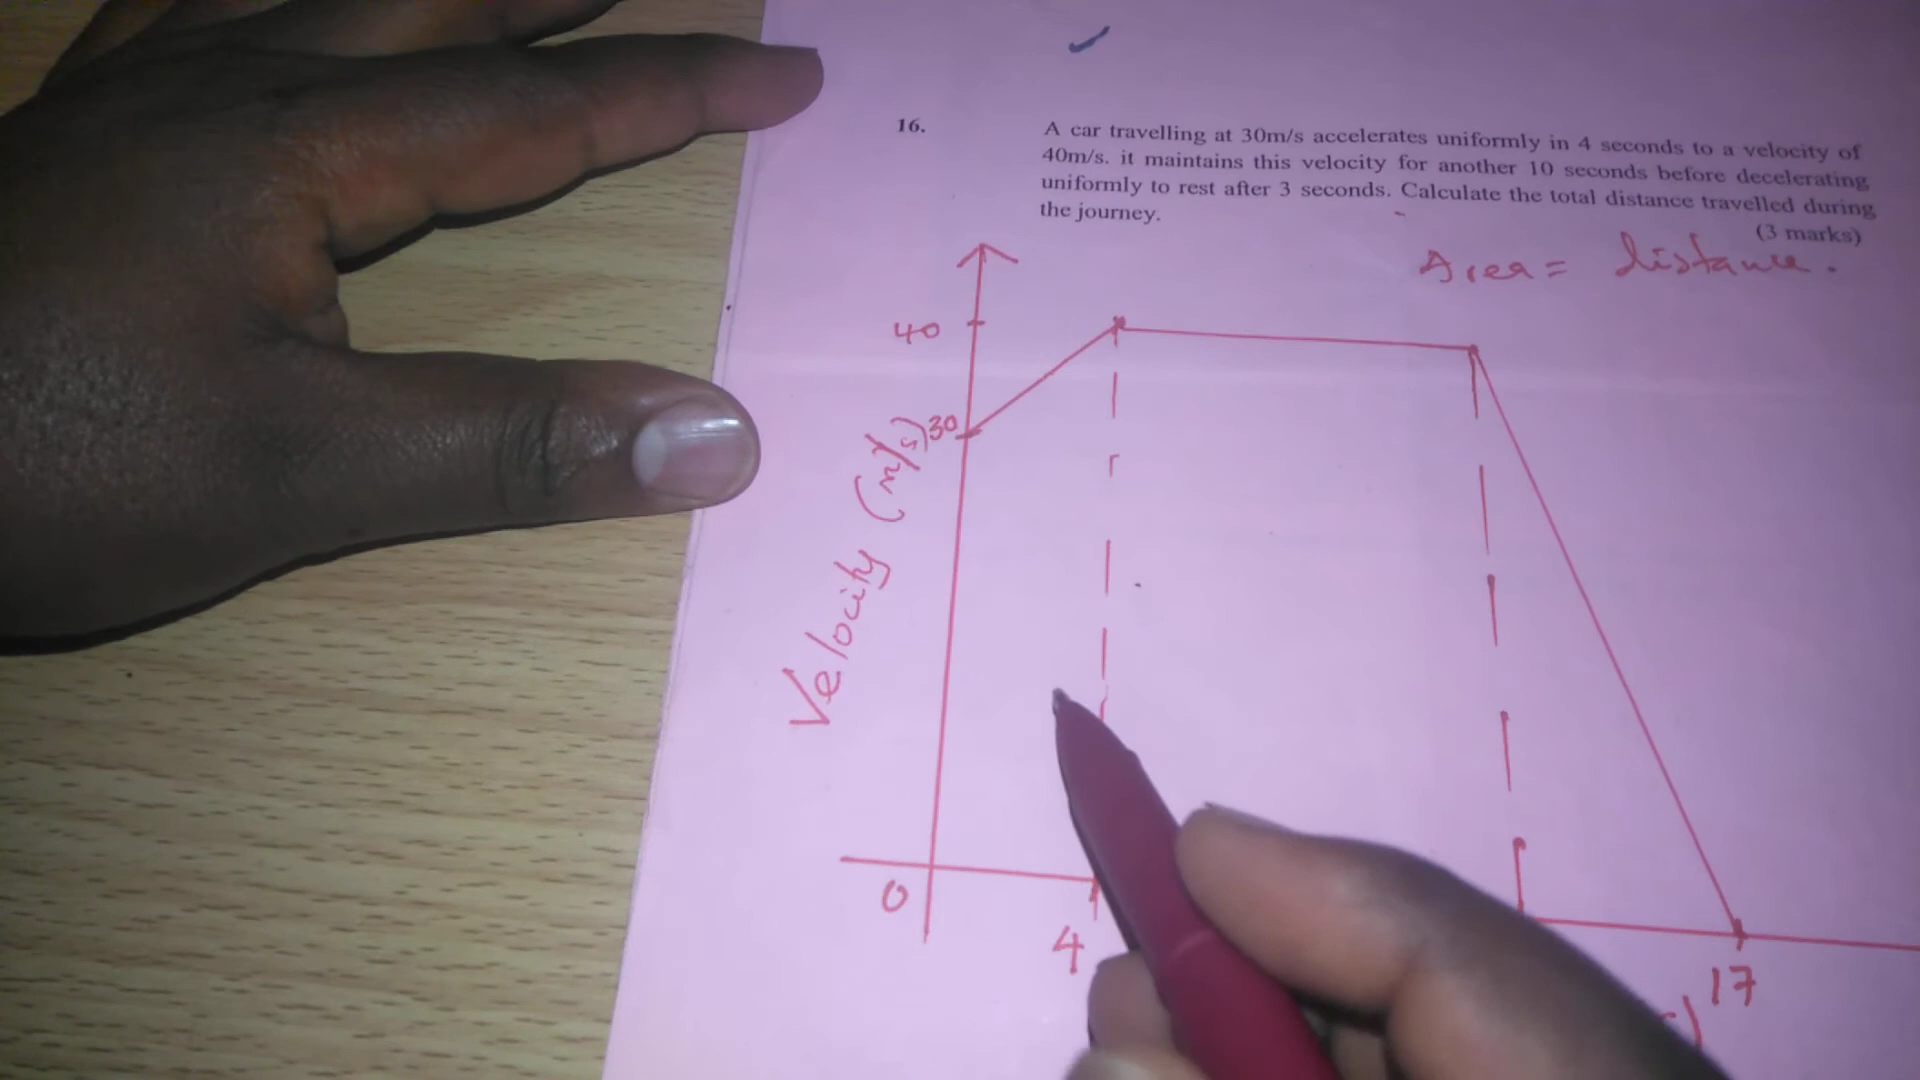 16.
A car travelling at 30m/s accelerates uniformly in 4 seconds to a velocity of
40m/s. it maintains this velocity for another 10 seconds before decelerating
uniformly to rest after 3 seconds. Calculate the total distance travelled during
the journey.
(3 marks)
Area = distance.
40
30
Velocity (m/s)
0
4
17